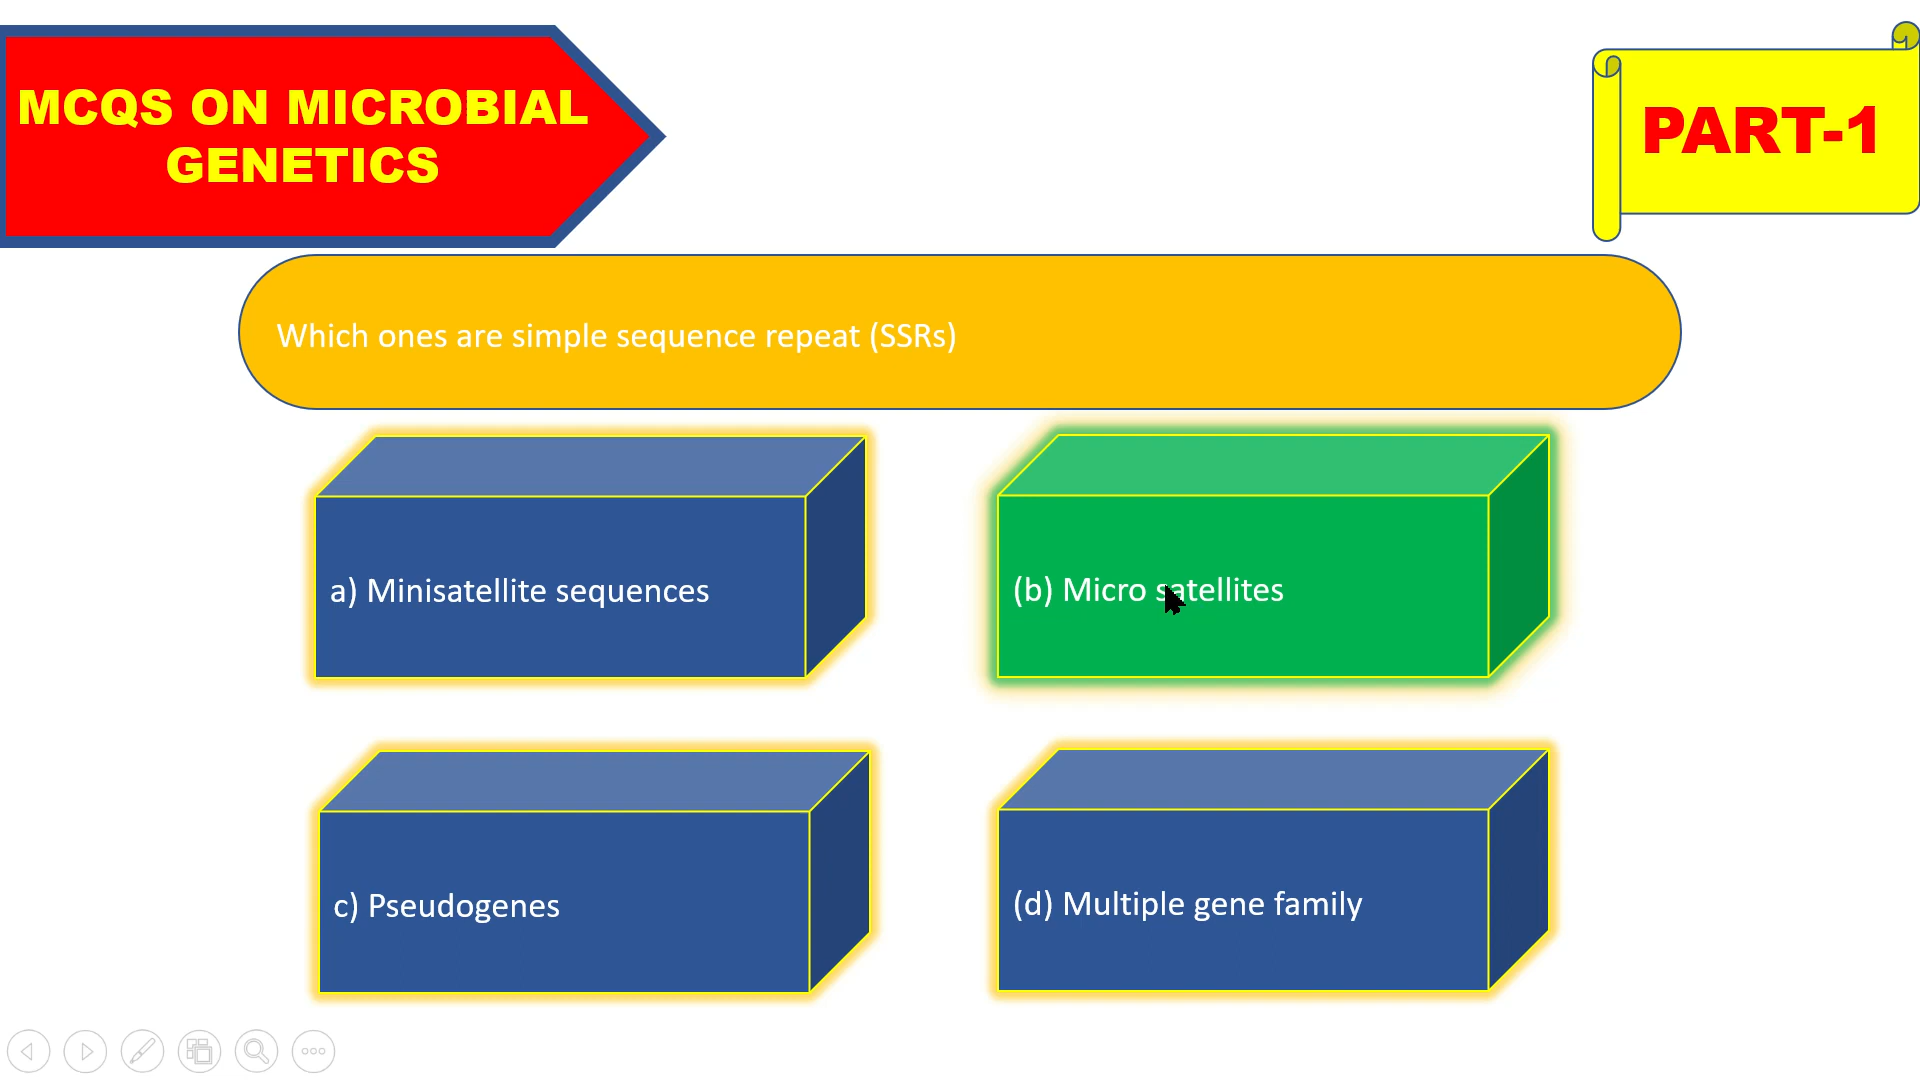 MCQS ON MICROBIAL
GENETICS
PART-1
Which ones are simple sequence repeat (SSRs)
a) Minisatellite sequences
(b) Micro satellites
c) Pseudogenes
(d) Multiple gene family